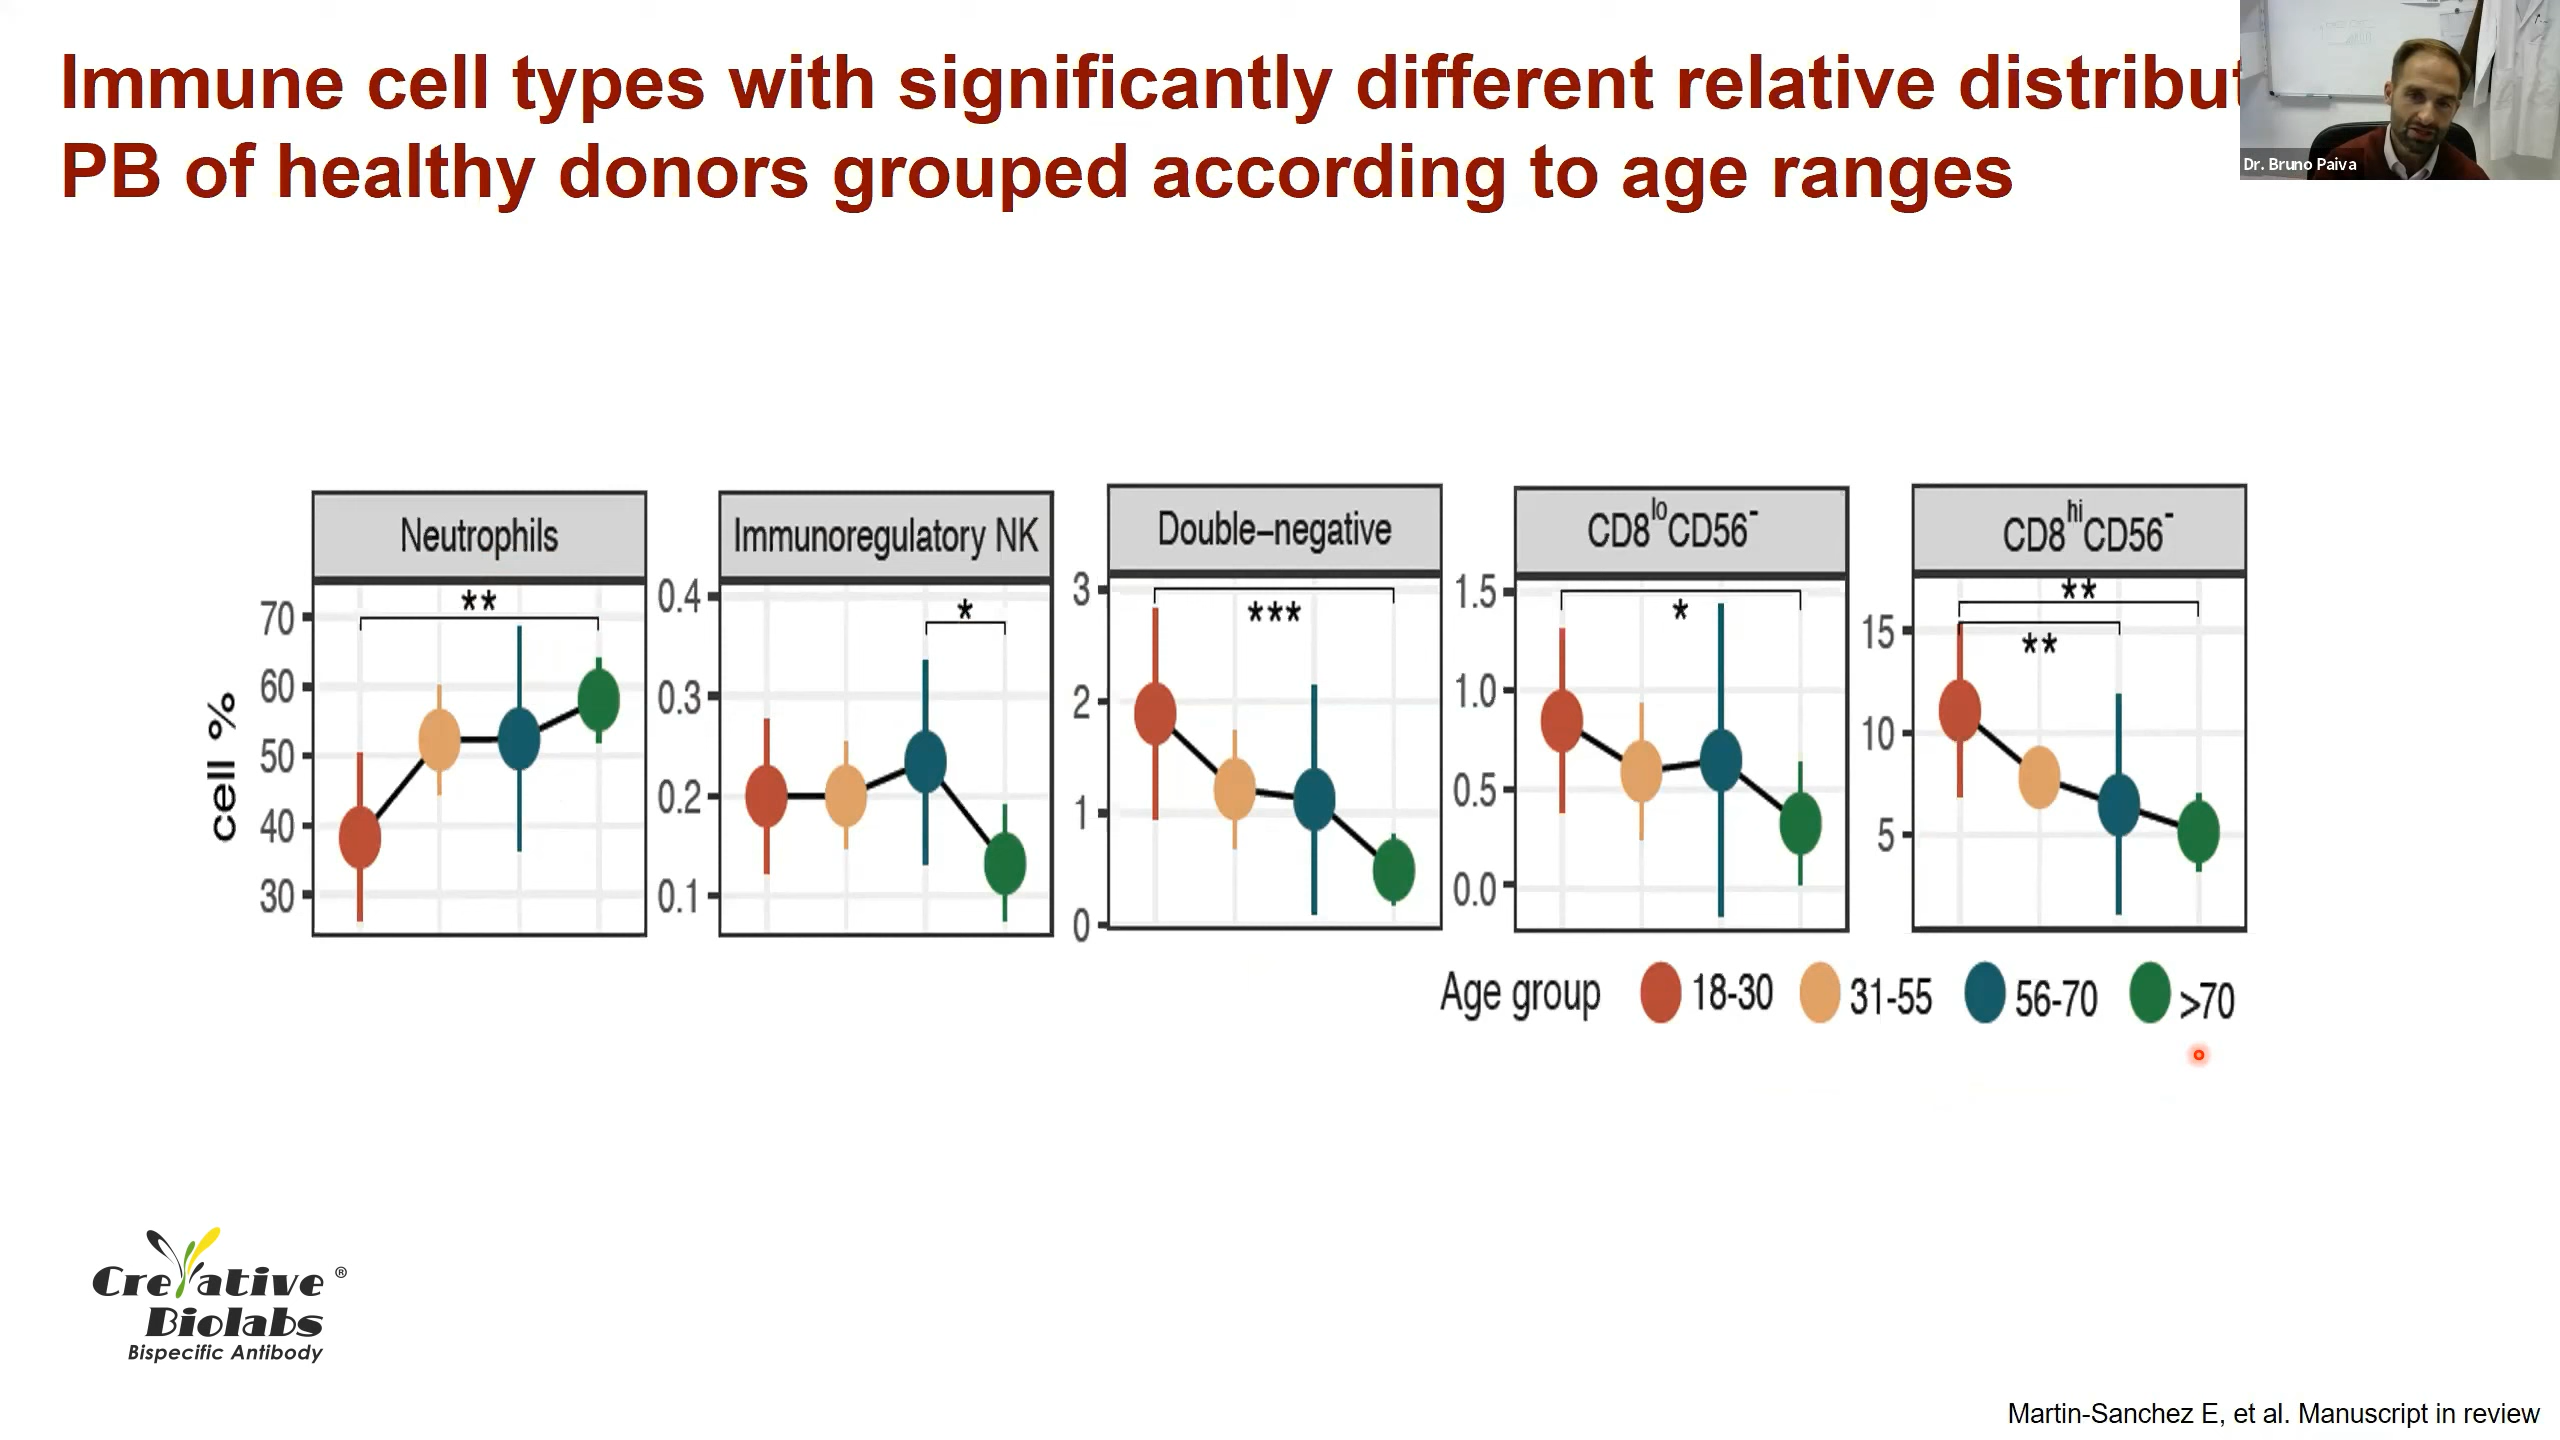 Immune cell types with significantly different relative distribut
PB of healthy donors grouped according to age ranges
Dr. Bruno Paiva
Neutrophils
Immunoregulatory NK
Double–negative
CD8loCD56-
CD8hiCD56-
cell %
70
60
50
40
30
**
0.4
0.3
0.2
0.1
*
3
2
1
0
***
1.5
1.0
0.5
0.0
*
15
10
5
**
**
Age group 18-30 31-55 56-70 >70
Creative ®
Biolabs
Bispecific Antibody
Martin-Sanchez E, et al. Manuscript in review